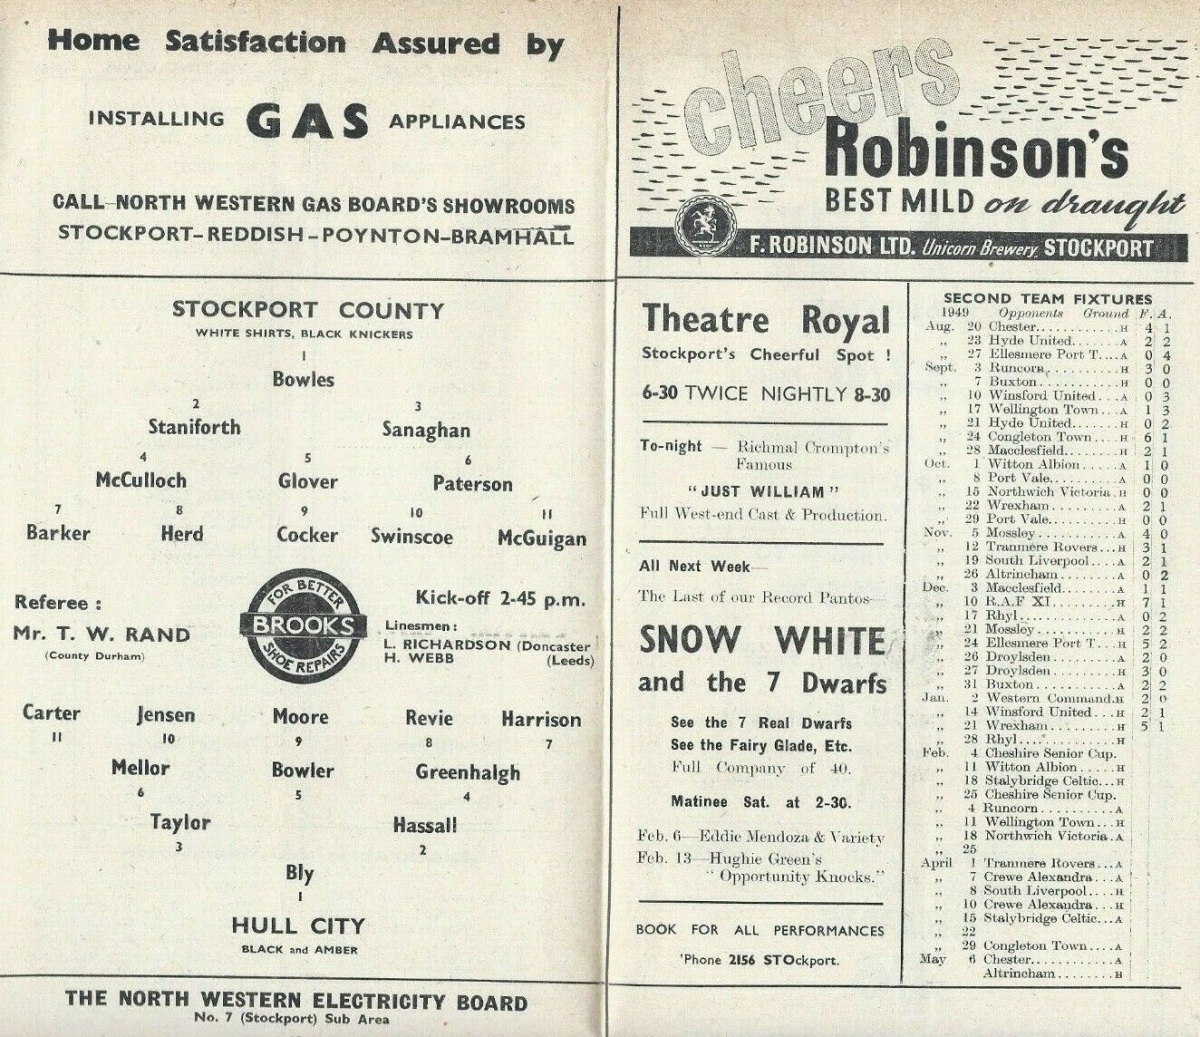 Home Satisfaction Assured by
INSTALLING GAS APPLIANCES
CALL NORTH WESTERN GAS BOARD'S SHOWROOMS
STOCKPORT–REDDISH–POYNTON–BRAMHALL
STOCKPORT COUNTY
WHITE SHIRTS, BLACK KNICKERS
1
Bowles
2 3
Staniforth Sanaghan
4 5 6
McCulloch Glover Paterson
7 8 9 10 11
Barker Herd Cocker Swinscoe McGuigan
Referee :
Mr. T. W. RAND
(County Durham)
FOR BETTER
BROOKS
SHOE REPAIRS
Kick-off 2-45 p.m.
Linesmen :
L. RICHARDSON (Doncaster
H. WEBB (Leeds)
Carter Jensen Moore Revie Harrison
11 10 9 8 7
Mellor Bowler Greenhalgh
6 5 4
Taylor Hassall
3 2
Bly
1
HULL CITY
BLACK and AMBER
THE NORTH WESTERN ELECTRICITY BOARD
No. 7 (Stockport) Sub Area
cheers
Robinson's
BEST MILD on draught
F. ROBINSON LTD. Unicorn Brewery, STOCKPORT
Theatre Royal
Stockport's Cheerful Spot !
6-30 TWICE NIGHTLY 8-30
To-night — Richmal Crompton's
Famous
"JUST WILLIAM"
Full West-end Cast & Production.
All Next Week—
The Last of our Record Pantos—
SNOW WHITE
and the 7 Dwarfs
See the 7 Real Dwarfs
See the Fairy Glade, Etc.
Full Company of 40.
Matinee Sat. at 2-30.
Feb. 6—Eddie Mendoza & Variety
Feb. 13—Hughie Green's
"Opportunity Knocks."
BOOK FOR ALL PERFORMANCES
'Phone 2156 STOckport.
SECOND TEAM FIXTURES
1949 Opponents Ground F. A.
Aug. 20 Chester............H 4 1
,, 23 Hyde United.......A 2 2
,, 27 Ellesmere Port T....A 0 4
Sept. 3 Runcorn..........H 3 0
,, 7 Buxton............H 0 0
,, 10 Winsford United...A 0 3
,, 17 Wellington Town...A 1 3
,, 21 Hyde United.......H 0 2
,, 24 Congleton Town....H 6 1
,, 28 Macclesfield........H 2 1
Oct. 1 Witton Albion......A 1 0
,, 8 Port Vale...........A 0 0
,, 15 Northwich Victoria.H 0 0
,, 22 Wrexham...........A 2 1
,, 29 Port Vale...........H 0 0
Nov. 5 Mossley............A 4 0
,, 12 Tranmere Rovers...H 3 1
,, 19 South Liverpool....A 2 1
,, 26 Altrincham.........A 0 2
Dec. 3 Macclesfield........A 1 1
,, 10 R.A.F XI...........H 7 1
,, 17 Rhyl...............A 0 2
,, 21 Mossley............H 2 2
,, 24 Ellesmere Port T...H 5 2
,, 26 Droylsden..........A 2 0
,, 27 Droylsden..........H 3 0
,, 31 Buxton.............A 2 2
Jan. 2 Western Command.H 2 0
,, 14 Winsford United...H 2 1
,, 21 Wrexham...........H 5 1
,, 28 Rhyl...............H
Feb. 4 Cheshire Senior Cup.
,, 11 Witton Albion.....H
,, 18 Stalybridge Celtic...H
,, 25 Cheshire Senior Cup.
,, 4 Runcorn...........A
,, 11 Wellington Town...H
,, 18 Northwich Victoria.A
,, 25
April 1 Tranmere Rovers...A
,, 7 Crewe Alexandra...A
,, 8 South Liverpool....H
,, 10 Crewe Alexandra...H
,, 15 Stalybridge Celtic...A
,, 22
,, 29 Congleton Town....A
May 6 Chester............A
Altrincham........H